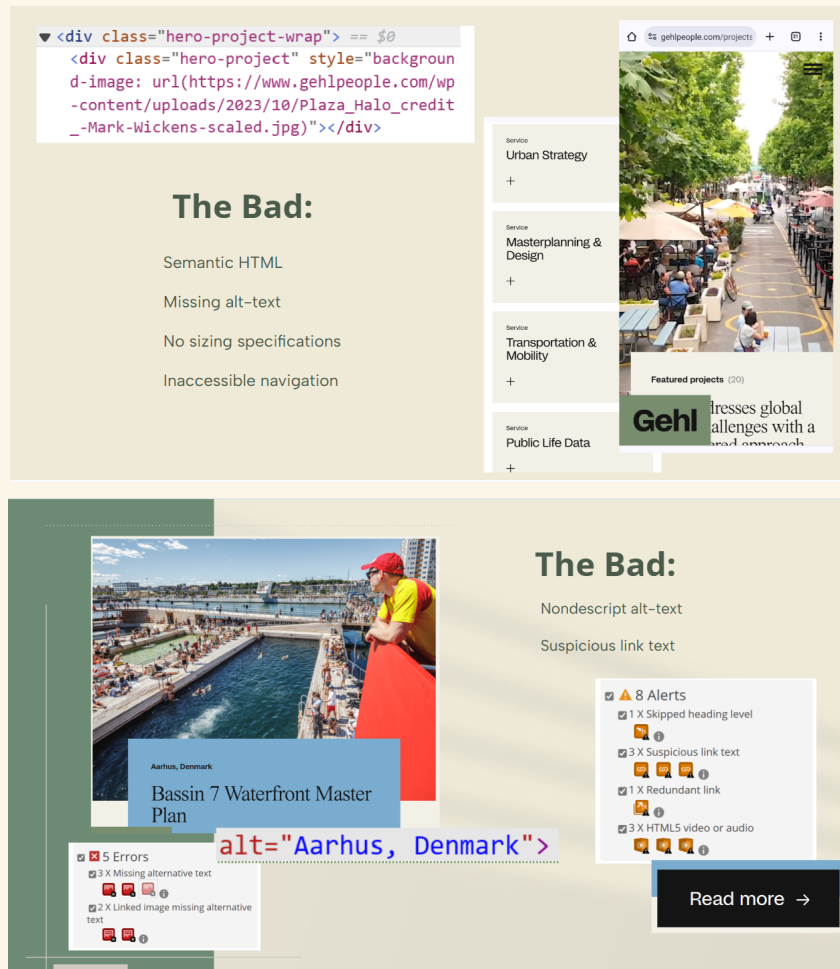 <div class="hero-project-wrap"> == $0
<div class="hero-project" style="backgroun
d-image: url(https://www.gehlpeople.com/wp
-content/uploads/2023/10/Plaza_Halo_credit
_-Mark-Wickens-scaled.jpg)"></div>
The Bad:
Semantic HTML
Missing alt-text
No sizing specifications
Inaccessible navigation
Service
Urban Strategy
+
Service
Masterplanning &
Design
+
Service
Transportation &
Mobility
+
Service
Public Life Data
+
gehlpeople.com/projects
Featured projects (20)
Gehl
dresses global
allenges with a
ared approach
Aarhus, Denmark
Bassin 7 Waterfront Master
Plan
alt="Aarhus, Denmark">
5 Errors
3 X Missing alternative text
2 X Linked image missing alternative
text
The Bad:
Nondescript alt-text
Suspicious link text
8 Alerts
1 X Skipped heading level
3 X Suspicious link text
1 X Redundant link
3 X HTML5 video or audio
Read more →